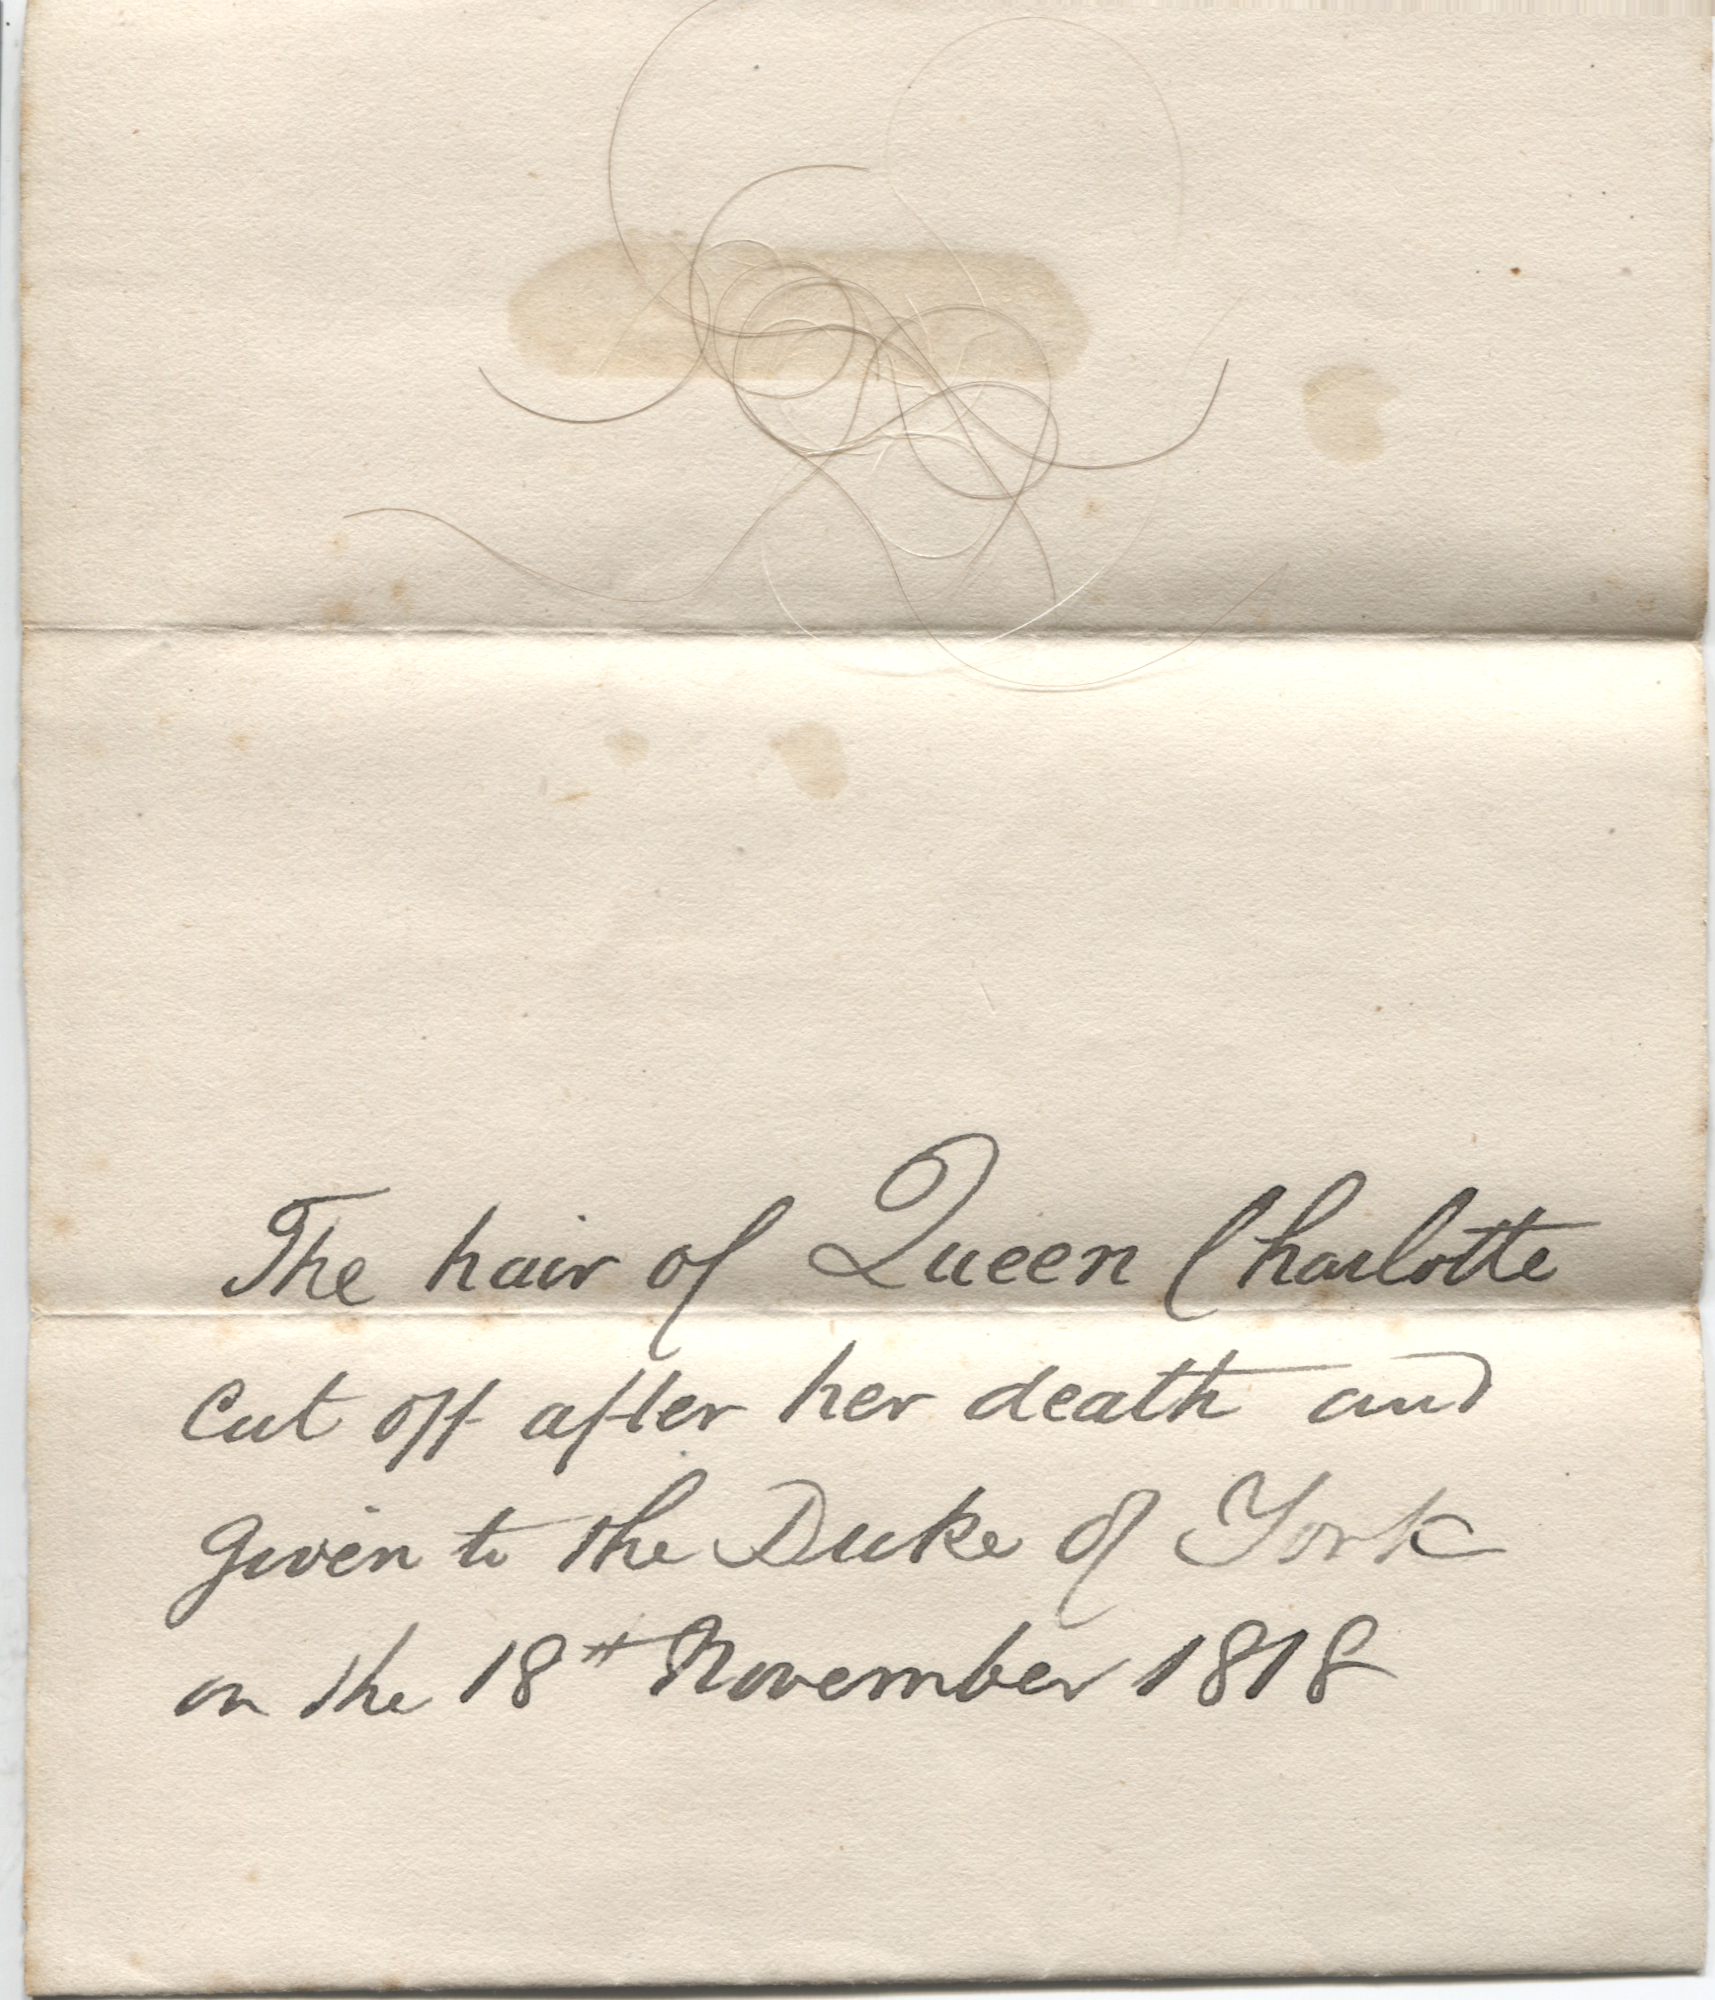 The hair of Queen Charlotte
cut off after her death and
given to the Duke of York
on the 18th November 1818